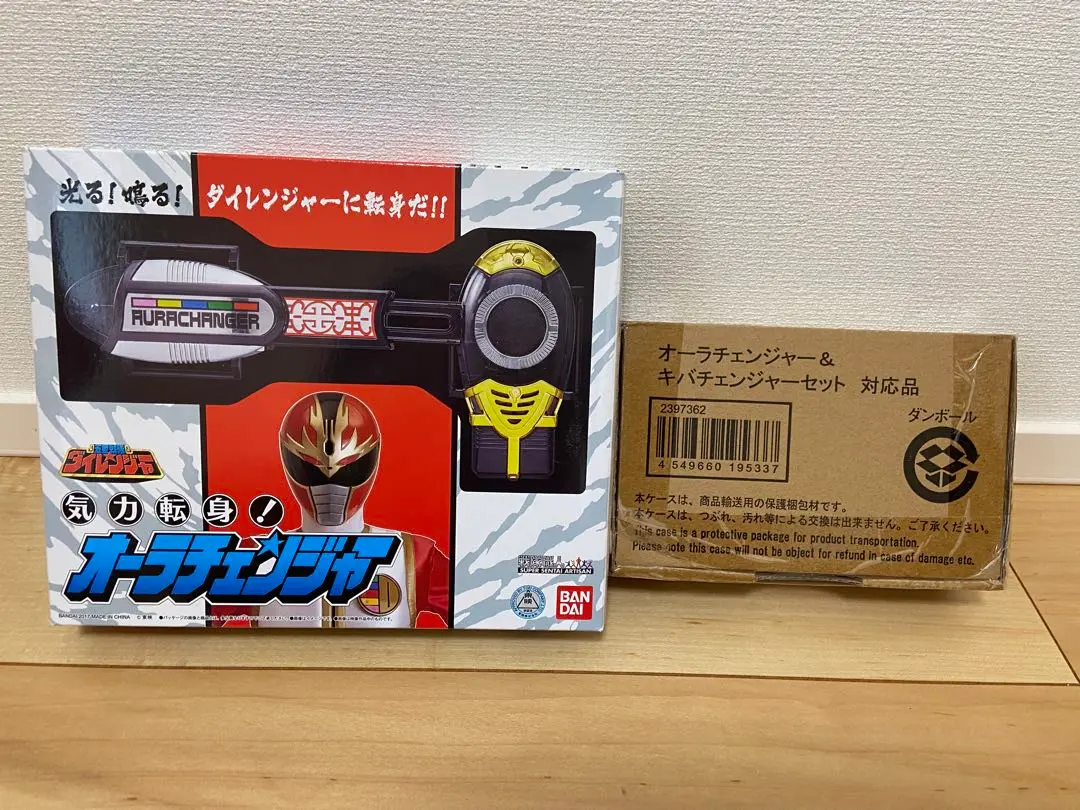 光る!鳴る!
ダイレンジャーに転身だ!!
AURACHANGER
五星戦隊
ダイレンジャー
気力転身!
オーラチェンジャー
SUPER SENTAI ARTISAN
BAN
DAI
BANDAI 2017 MADE IN CHINA
©東映
オーラチェンジャー&
キバチェンジャーセット 対応品
2397362
4 549660 195337
ダンボール
本ケースは、商品輸送用の保護梱包材です。
本ケースは、つぶれ、汚れ等による交換は出来ません。ご了承ください。
This case is a protective package for product transportation.
Please note this case will not be object for refund in case of damage etc.